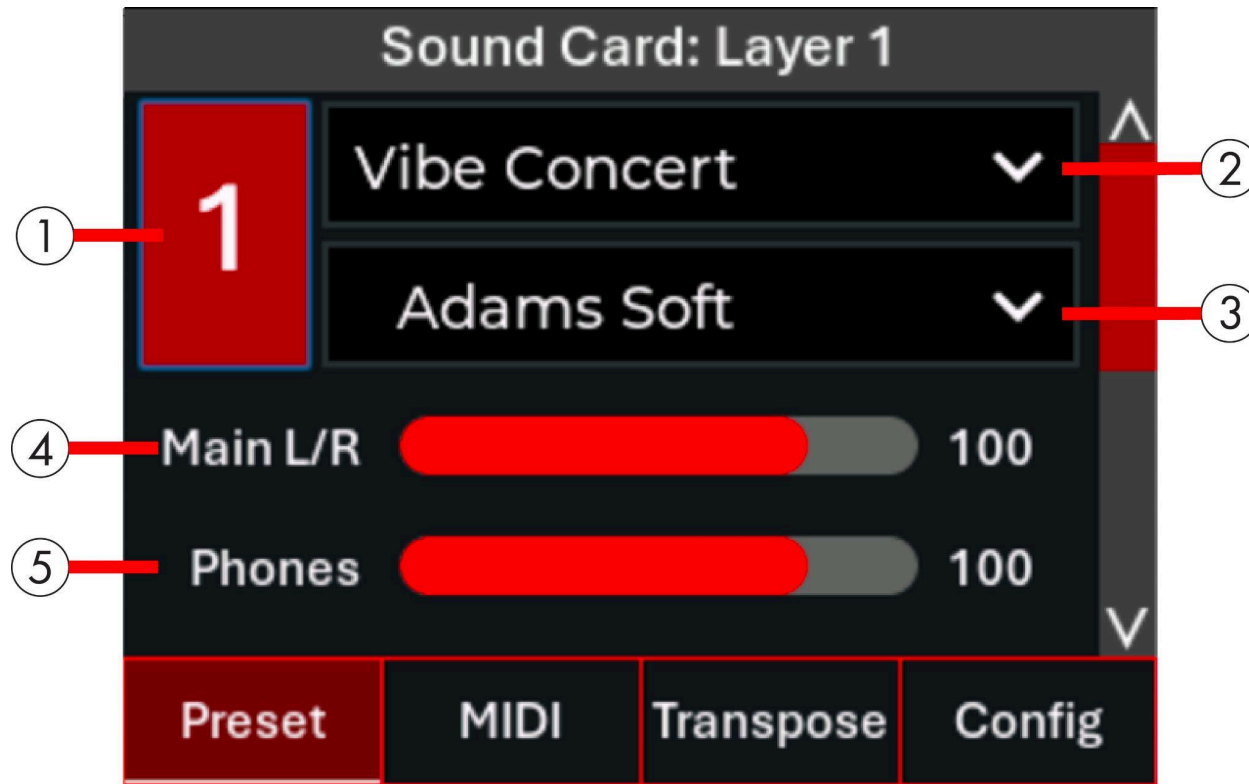 Sound Card: Layer 1
1
Vibe Concert
2
1
Adams Soft
3
4
Main L/R
100
5
Phones
100
Preset MIDI Transpose Config